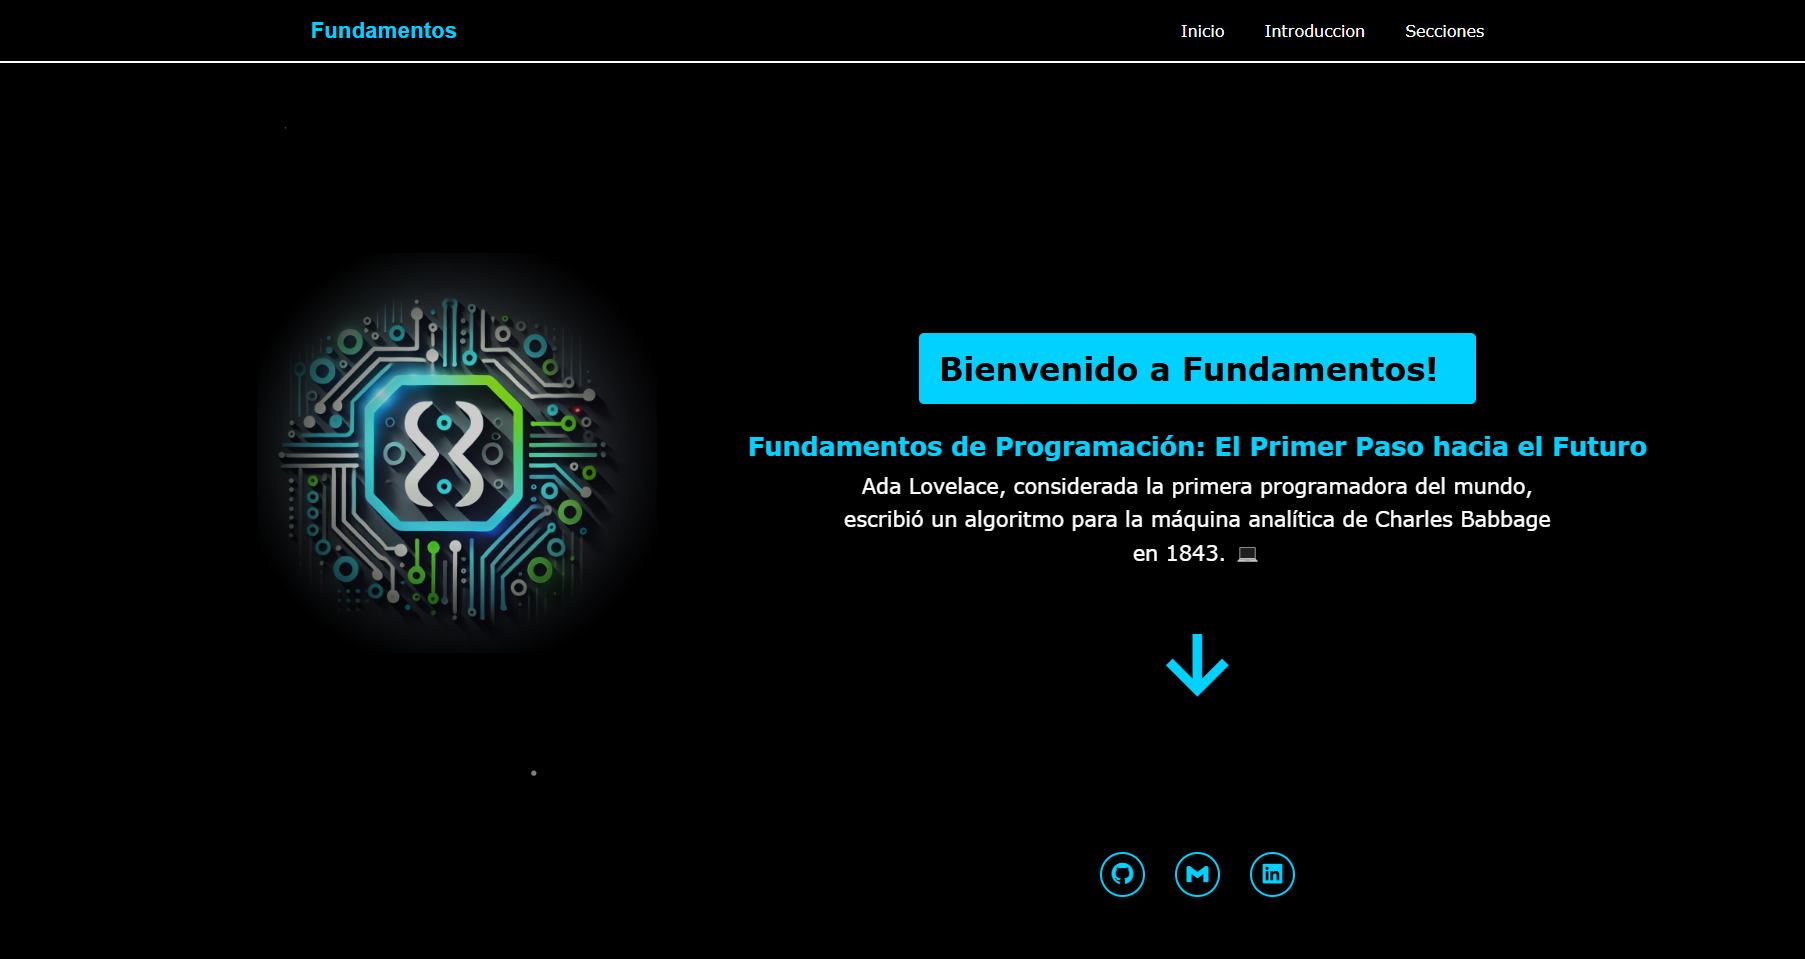 Fundamentos
Inicio Introduccion Secciones
Bienvenido a Fundamentos!
Fundamentos de Programación: El Primer Paso hacia el Futuro
Ada Lovelace, considerada la primera programadora del mundo,
escribió un algoritmo para la máquina analítica de Charles Babbage
en 1843. 💻